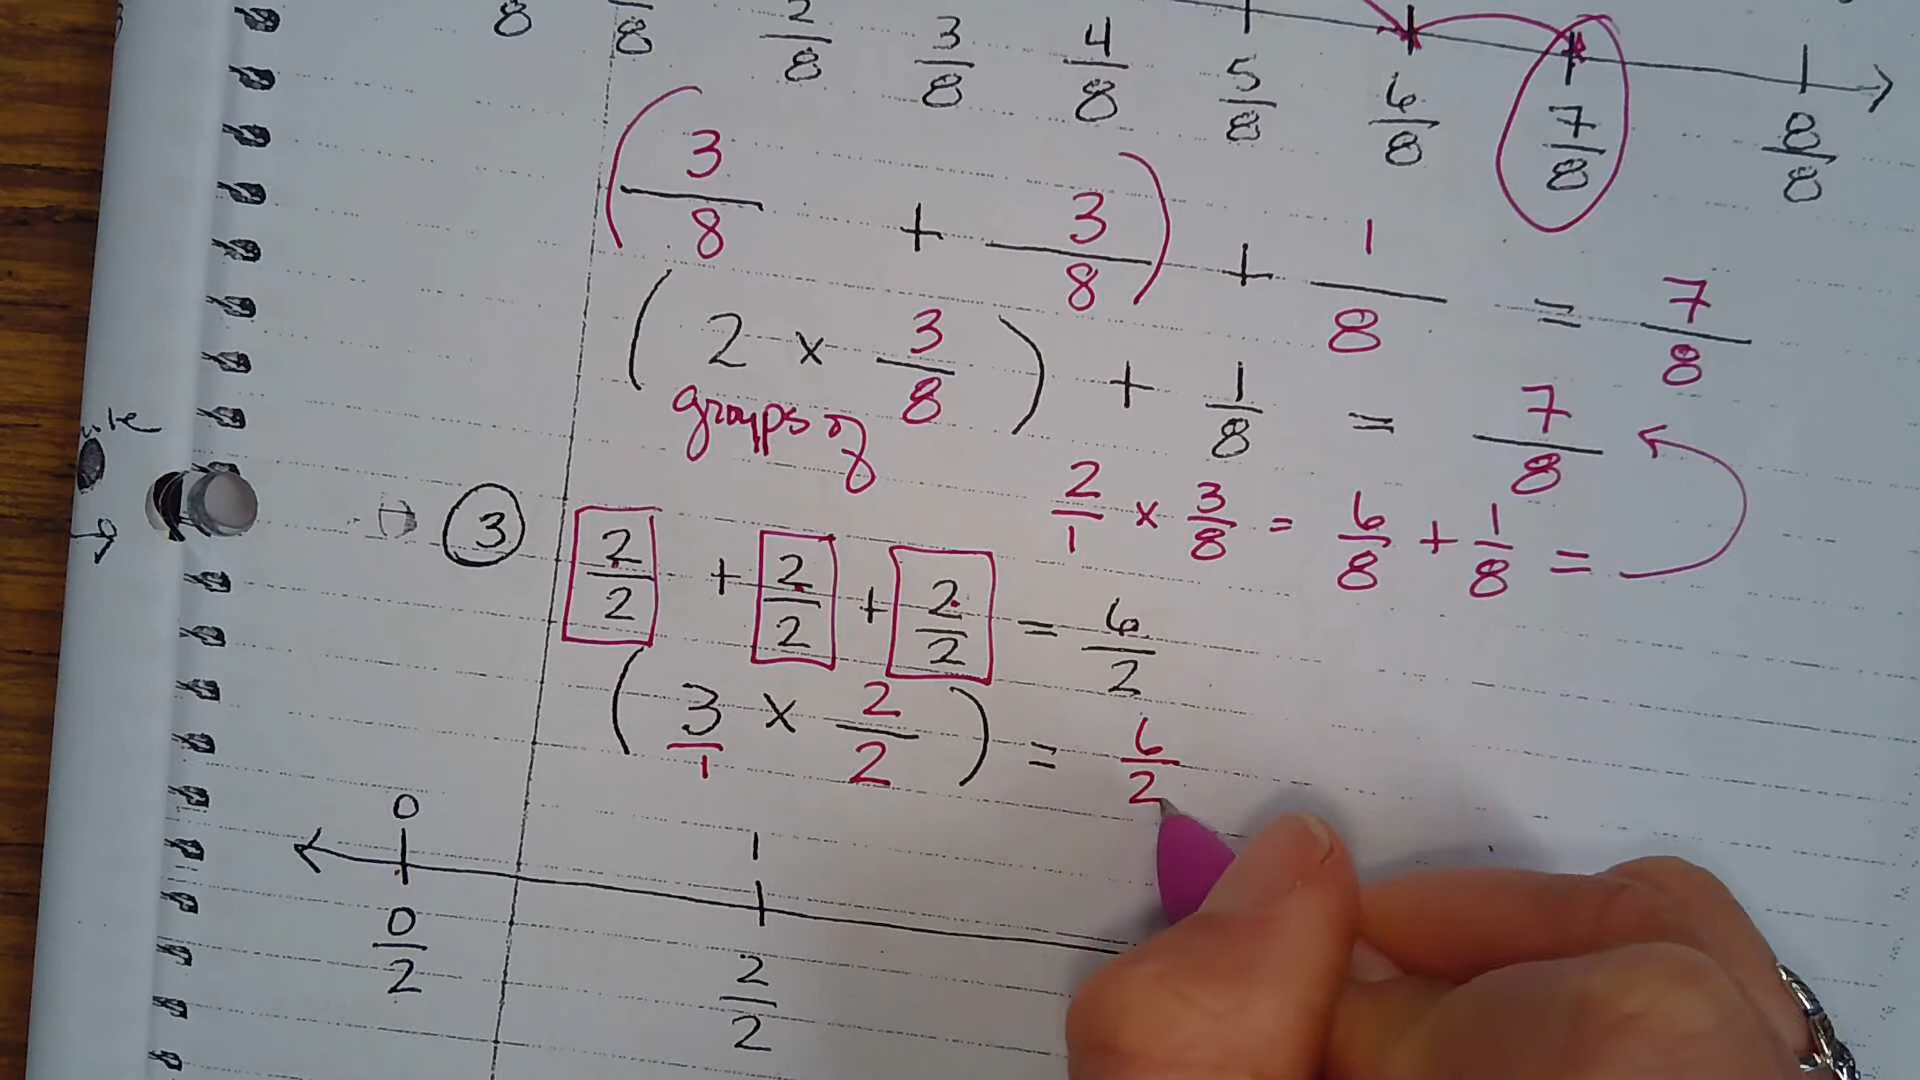 2/8 3/8 4/8 5/8 6/8 7/8 8/8
(3/8 + 3/8) + 1/8 = 7/8
(2 × 3/8) + 1/8 = 7/8
groups of
2/1 × 3/8 = 6/8 + 1/8 =
3 2/2 + 2/2 + 2/2 = 6/2
(3/1 × 2/2) = 6/2
0 1
0/2 2/2